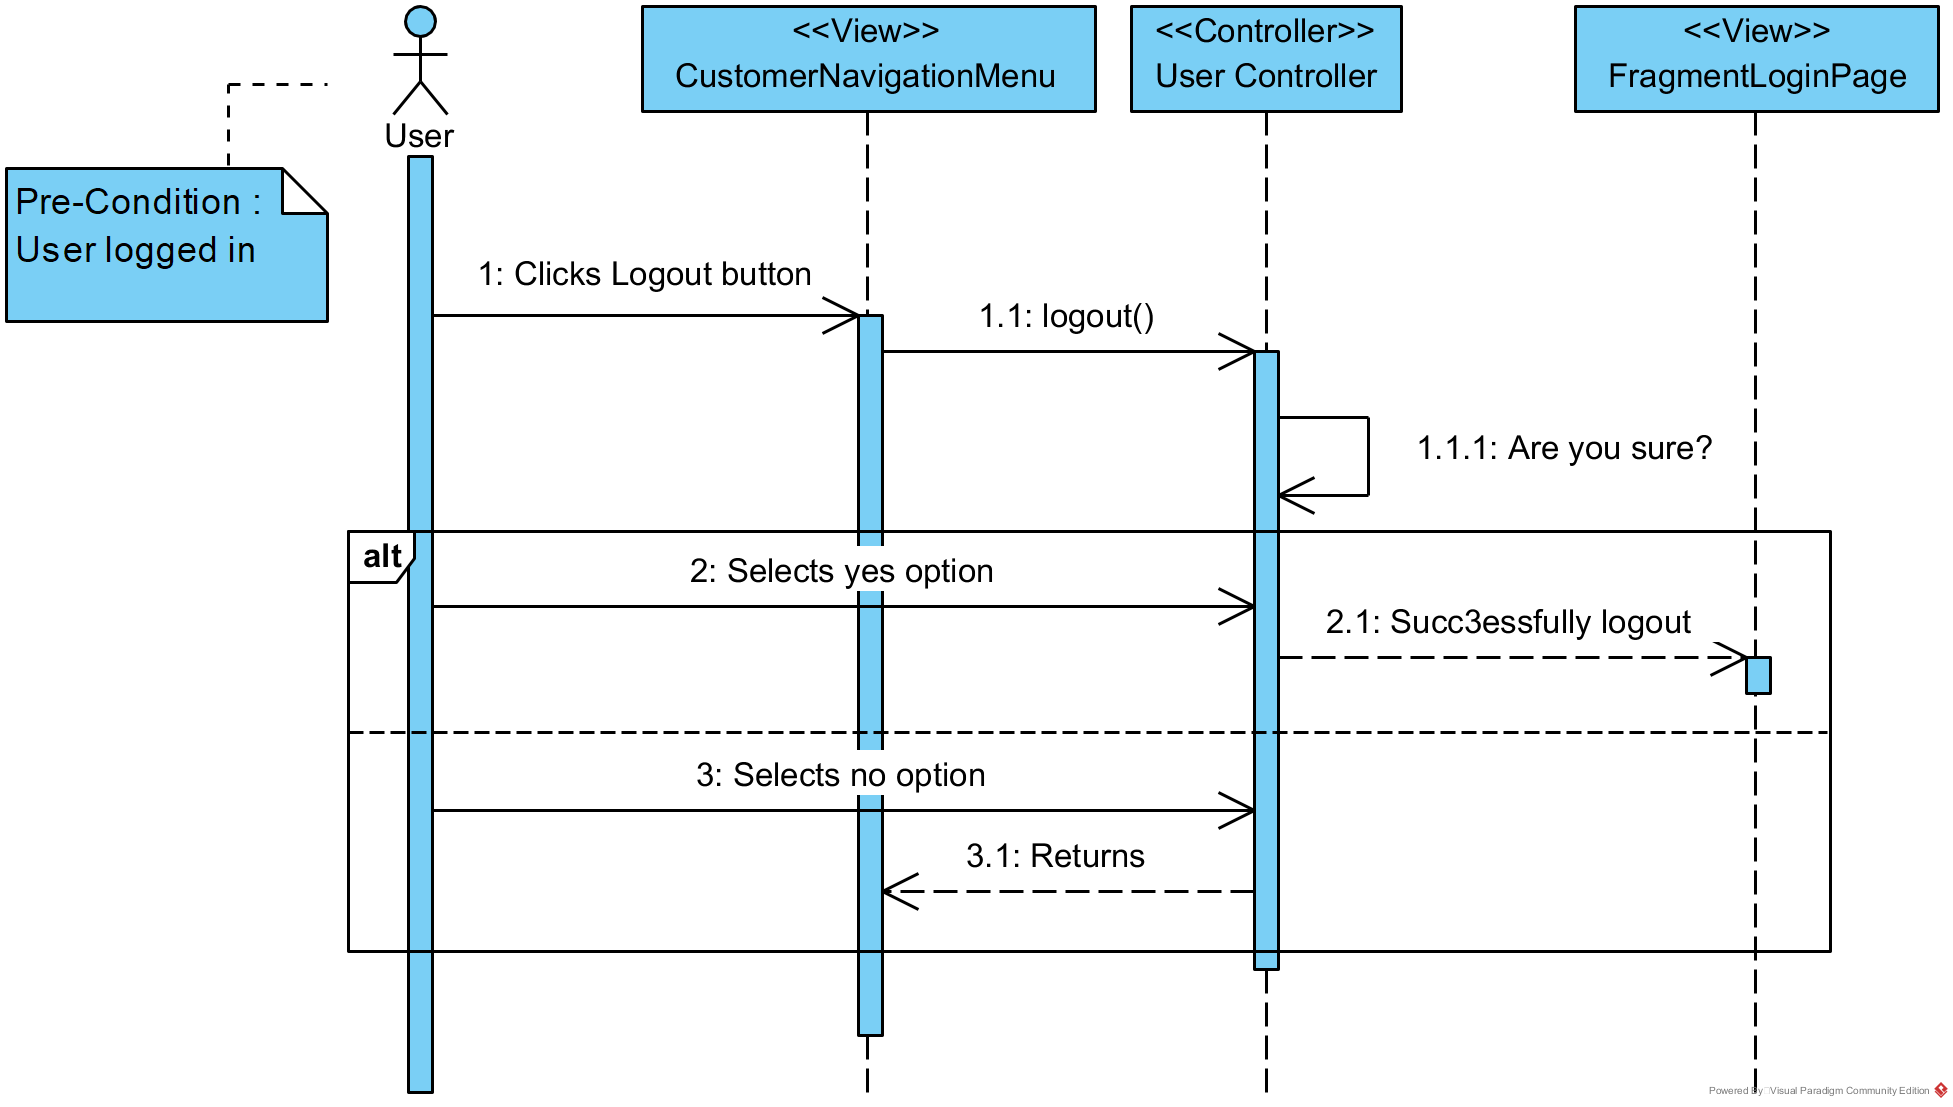 <<View>>
CustomerNavigationMenu
<<Controller>>
User Controller
<<View>>
FragmentLoginPage
User
Pre-Condition :
User logged in
1: Clicks Logout button
1.1: logout()
1.1.1: Are you sure?
alt
2: Selects yes option
2.1: Succ3essfully logout
3: Selects no option
3.1: Returns
Powered By Visual Paradigm Community Edition